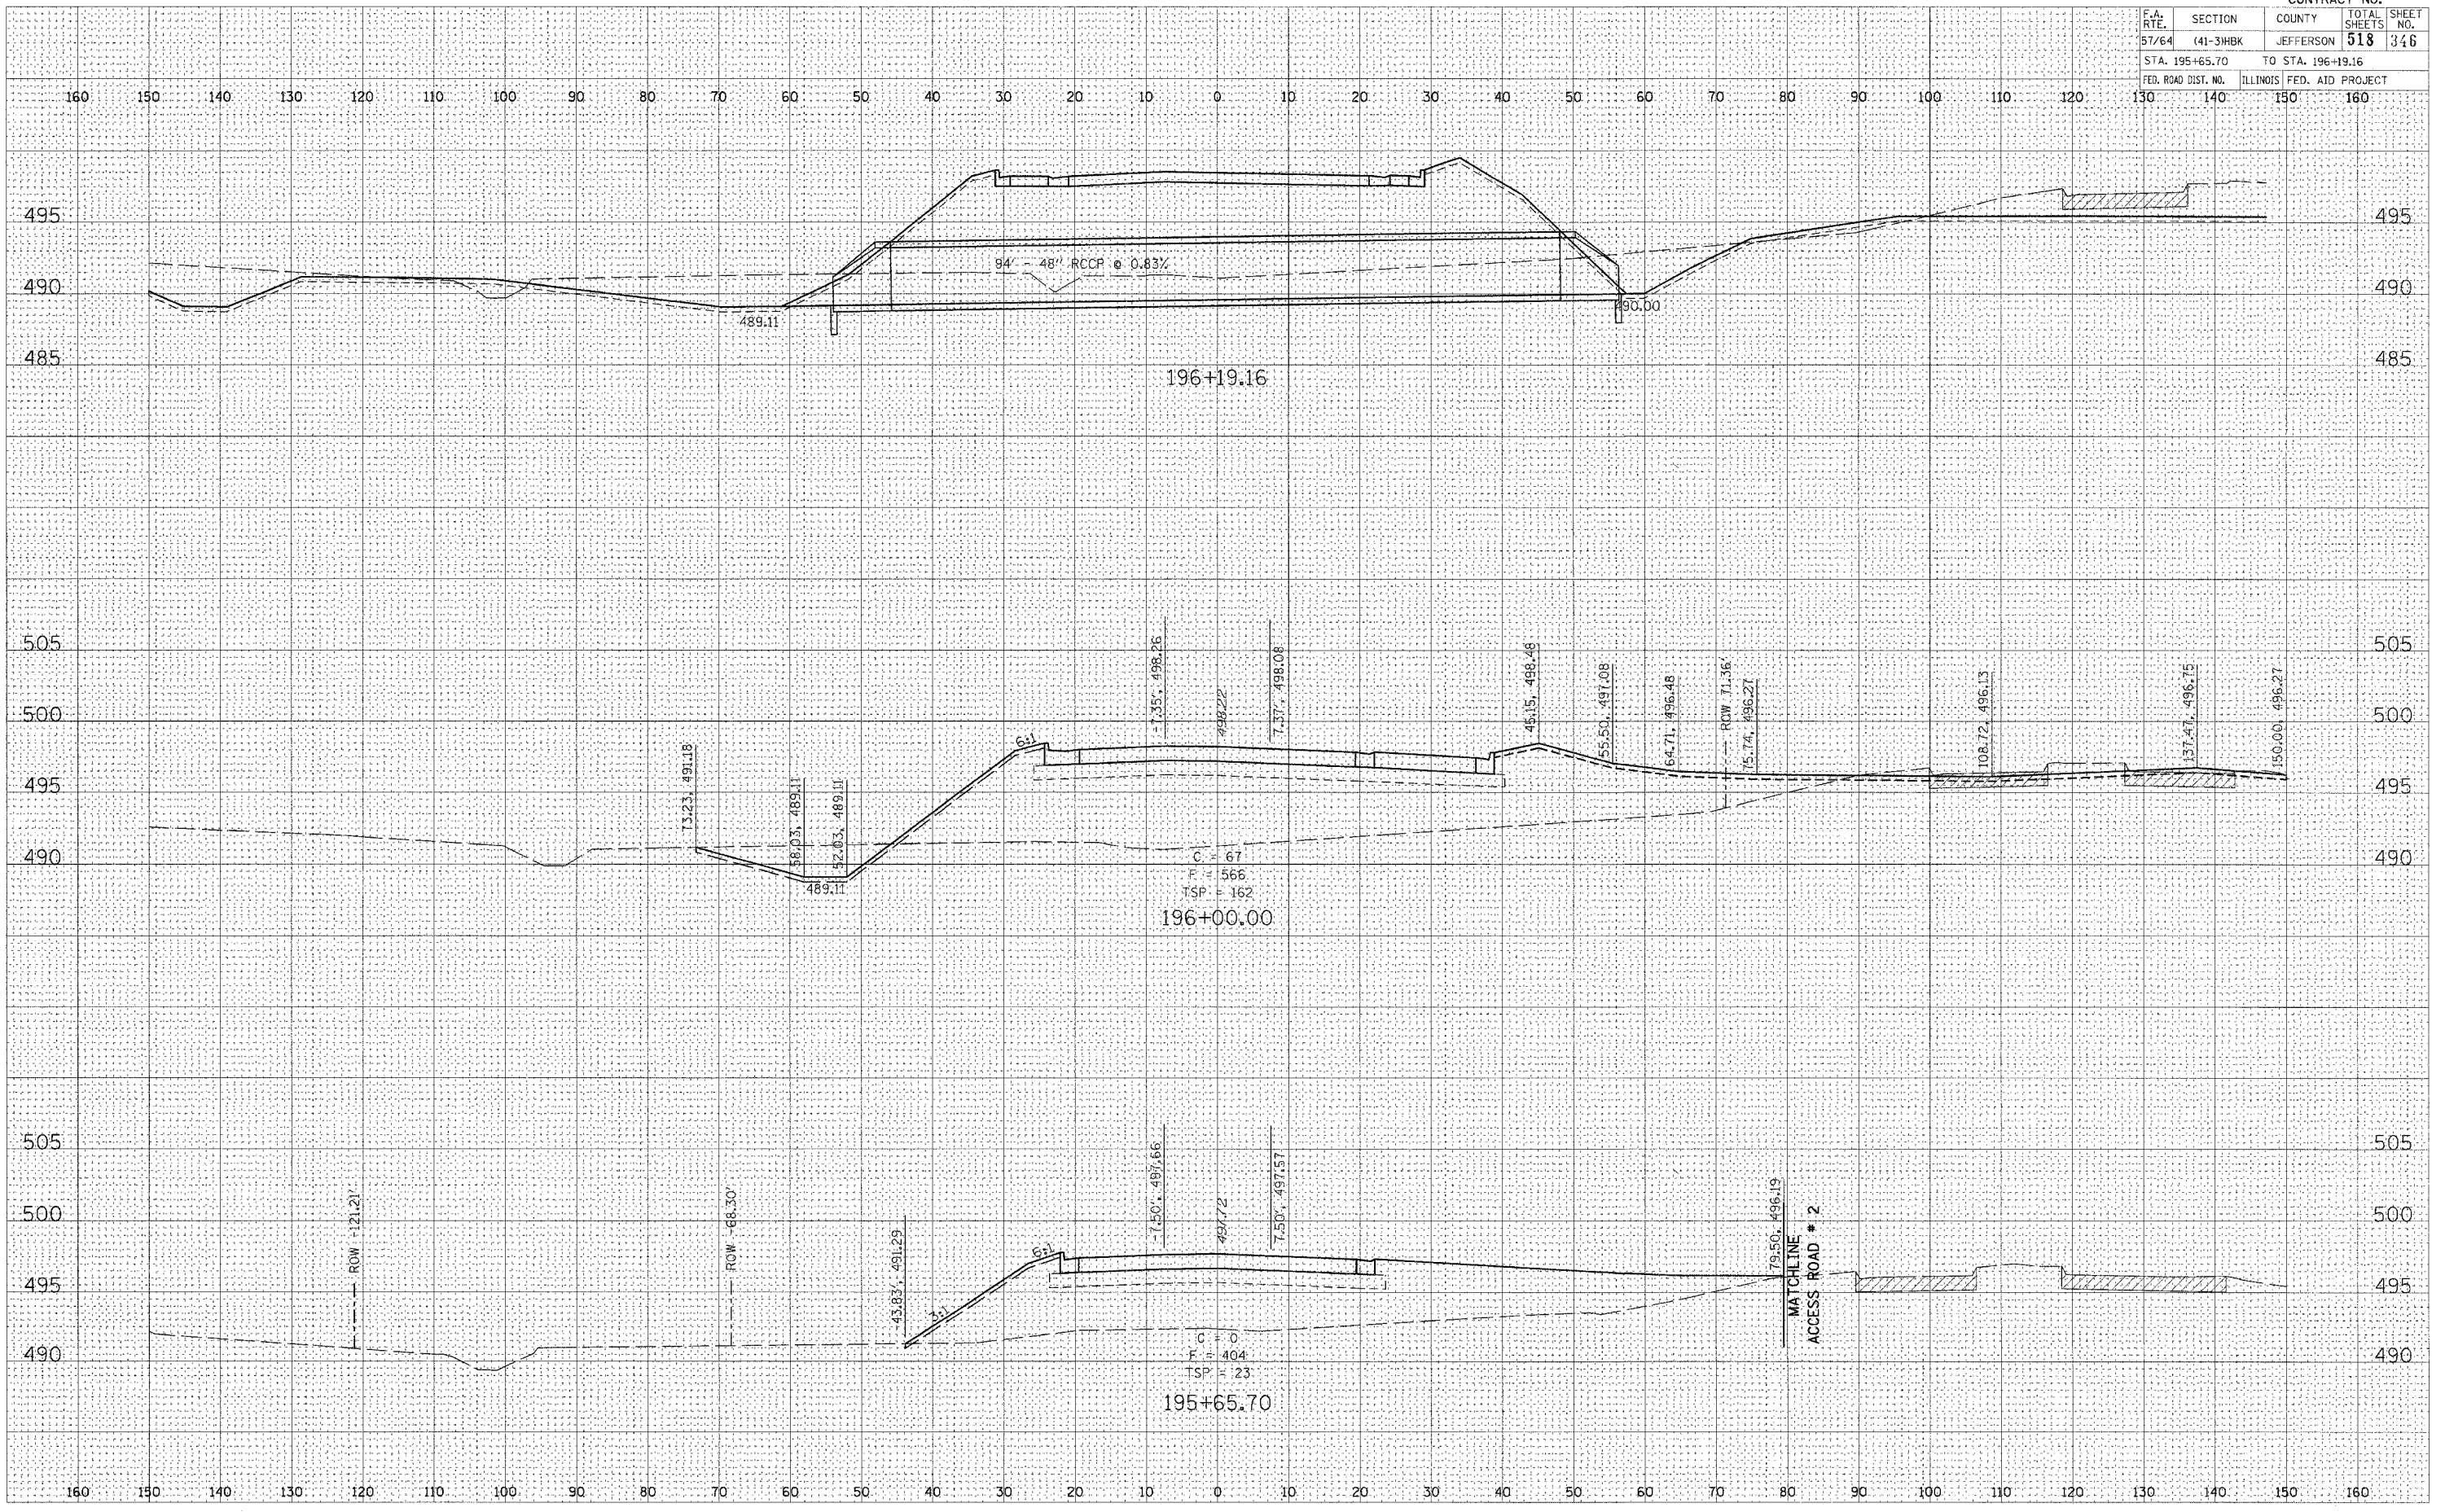 CONTRACT NO.
F.A. RTE. SECTION COUNTY TOTAL SHEETS SHEET NO.
57/64 (41-3)HBK JEFFERSON 518 346
STA. 195+65.70 TO STA. 196+19.16
FED. ROAD DIST. NO. ILLINOIS FED. AID PROJECT
160 150 140 130 120 110 100 90 80 70 60 50 40 30 20 10 0 10 20 30 40 50 60 70 80 90 100 110 120 130 140 150 160
495 495
94' - 48" RCCP @ 0.83%
490 490
489.11 490.00
485 485
196+19.16
505 505
-7.35', 498.26
498.22
7.37', 498.08
45.15, 498.48
55.50, 497.08
64.71, 496.48
ROW 71.36'
75.74, 496.27
108.72, 496.13
137.47, 496.75
150.00, 496.27
500 500
6:1
73.23, 491.18
58.03, 489.11
52.03, 489.11
495 495
490 490
489.11
C = 67
F = 566
TSP = 162
196+00.00
505 505
-7.50', 497.66
497.72
7.50', 497.57
ROW -121.21'
ROW -68.30'
-43.83', 491.29
79.50, 496.19
MATCHLINE
ACCESS ROAD # 2
500 500
6:1
495 495
3:1
490 490
C = 0
F = 404
TSP = 23
195+65.70
160 150 140 130 120 110 100 90 80 70 60 50 40 30 20 10 0 10 20 30 40 50 60 70 80 90 100 110 120 130 140 150 160